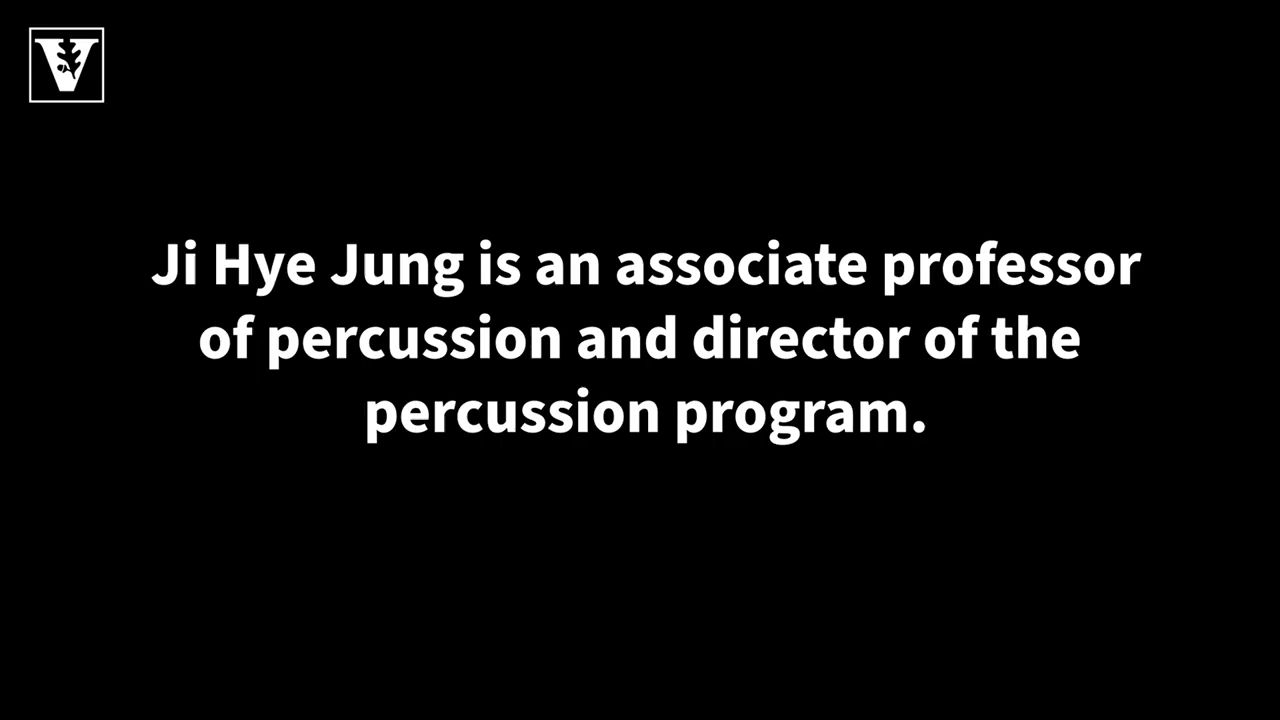 V
Ji Hye Jung is an associate professor
of percussion and director of the
percussion program.